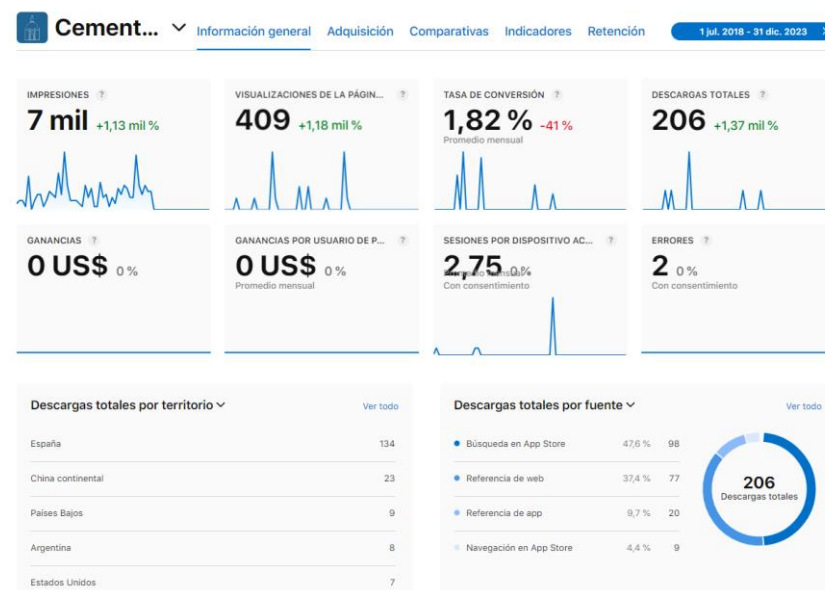 Cement...
Información general Adquisición Comparativas Indicadores Retención
1 jul. 2018 - 31 dic. 2023
IMPRESIONES ?
7 mil +1,13 mil %
VISUALIZACIONES DE LA PÁGIN... ?
409 +1,18 mil %
TASA DE CONVERSIÓN ?
1,82 % -41 %
Promedio mensual
DESCARGAS TOTALES ?
206 +1,37 mil %
GANANCIAS ?
0 US$ 0 %
GANANCIAS POR USUARIO DE P... ?
0 US$ 0 %
Promedio mensual
SESIONES POR DISPOSITIVO AC... ?
2,75 0 %
Promedio mensual
Con consentimiento
ERRORES ?
2 0 %
Con consentimiento
Descargas totales por territorio
Ver todo
España 134
China continental 23
Países Bajos 9
Argentina 8
Estados Unidos 7
Descargas totales por fuente
Ver todo
Búsqueda en App Store 47,6 % 98
Referencia de web 37,4 % 77
Referencia de app 9,7 % 20
Navegación en App Store 4,4 % 9
206
Descargas totales